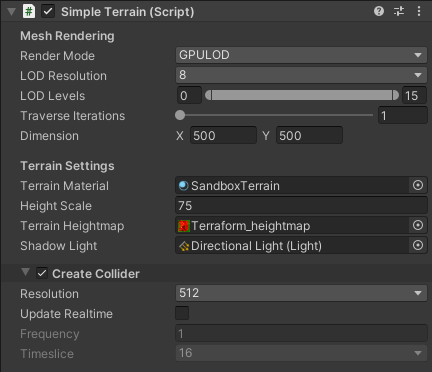 Simple Terrain (Script)
Mesh Rendering
Render Mode GPULOD
LOD Resolution 8
LOD Levels 0 15
Traverse Iterations 1
Dimension X 500 Y 500
Terrain Settings
Terrain Material SandboxTerrain
Height Scale 75
Terrain Heightmap Terraform_heightmap
Shadow Light Directional Light (Light)
Create Collider
Resolution 512
Update Realtime
Frequency 1
Timeslice 16